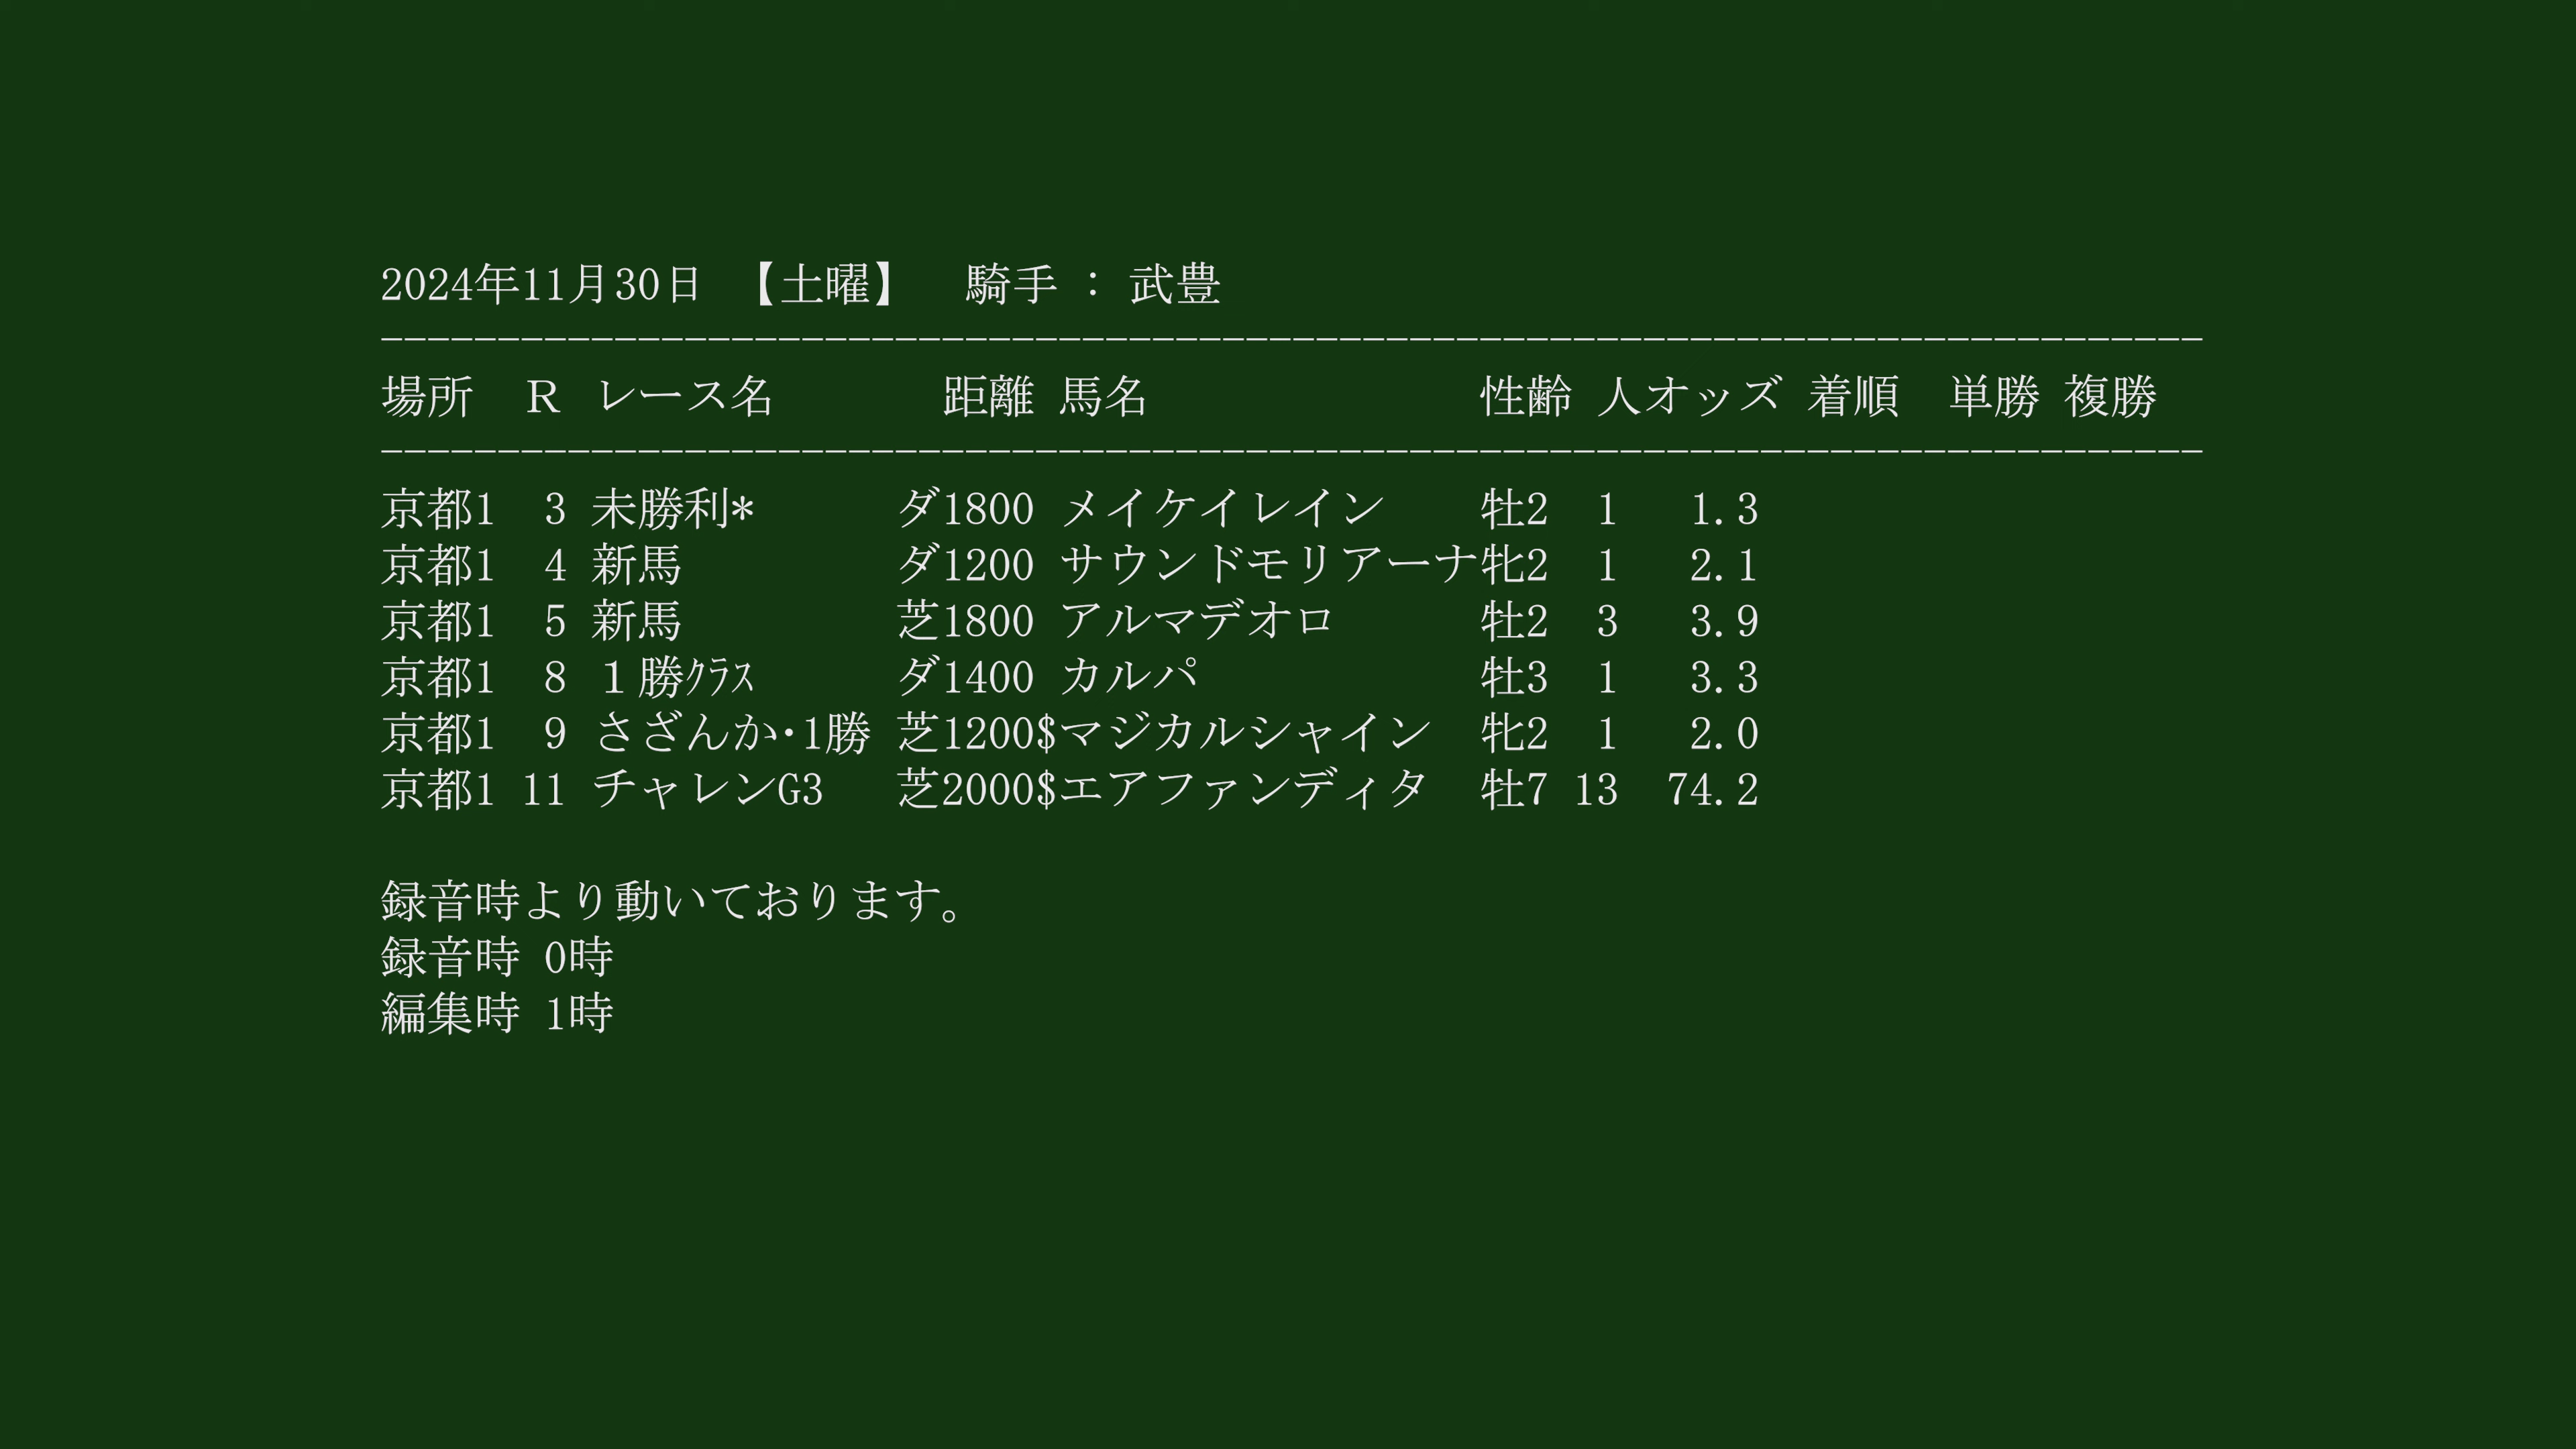 2024年11月30日 【土曜】 騎手 : 武豊
------------------------------------------------------------------------------
場所 R レース名 距離 馬名 性齢 人オッズ 着順 単勝 複勝
------------------------------------------------------------------------------
京都1 3 未勝利* ダ1800 メイケイレイン 牡2 1 1.3
京都1 4 新馬 ダ1200 サウンドモリアーナ牝2 1 2.1
京都1 5 新馬 芝1800 アルマデオロ 牡2 3 3.9
京都1 8 1勝ｸﾗｽ ダ1400 カルパ 牡3 1 3.3
京都1 9 さざんか･1勝 芝1200$マジカルシャイン 牝2 1 2.0
京都1 11 チャレンG3 芝2000$エアファンディタ 牡7 13 74.2
録音時より動いております。
録音時 0時
編集時 1時